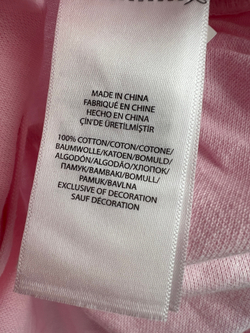 MADE IN CHINA
FABRIQUÉ EN CHINE
HECHO EN CHINA
ÇİN'DE ÜRETİLMİŞTİR
100% COTTON/COTON/COTONE/
BAUMWOLLE/KATOEN/BOMULD/
ALGODÓN/ALGODÃO/ХЛОПОК/
ПАМУК/BAMBAKI/BOMULL/
PAMUK/BAVLNA
EXCLUSIVE OF DECORATION
SAUF DÉCORATION